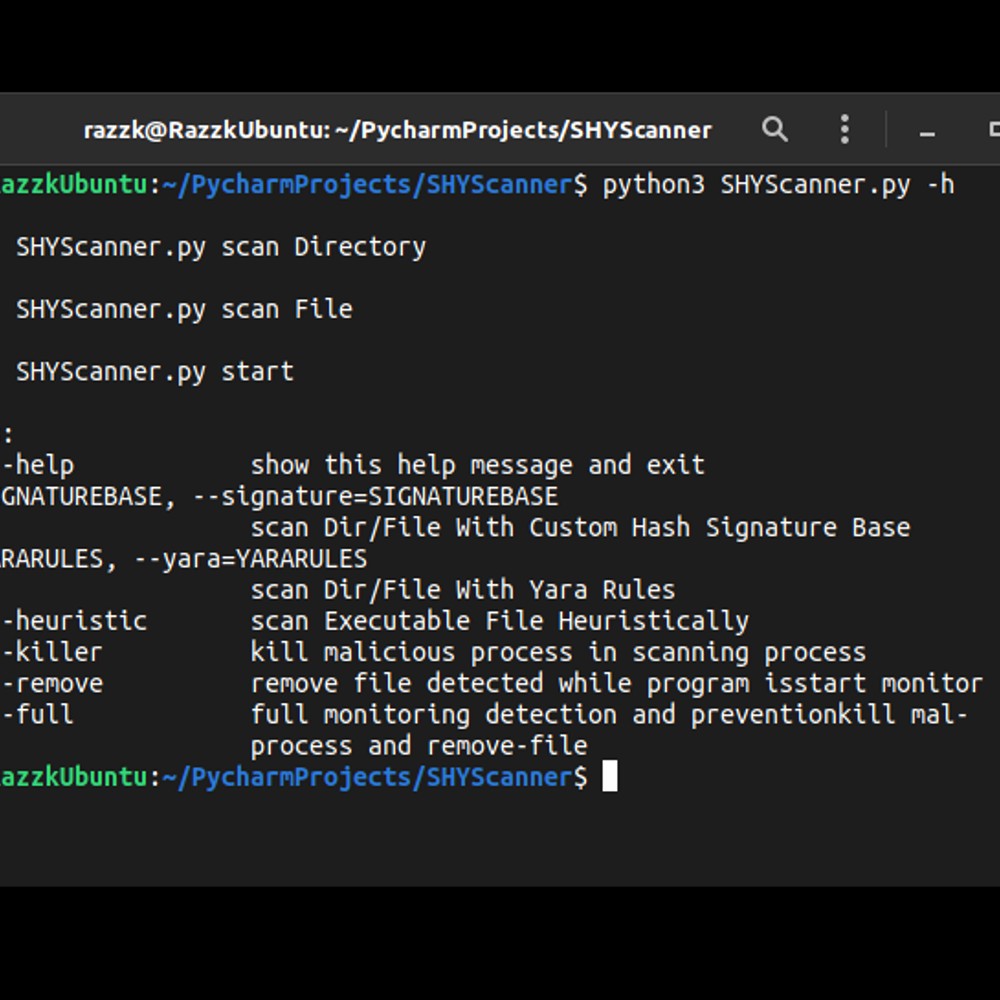 razzk@RazzkUbuntu: ~/PycharmProjects/SHYScanner
azzkUbuntu:~/PycharmProjects/SHYScanner$ python3 SHYScanner.py -h
SHYScanner.py scan Directory
SHYScanner.py scan File
SHYScanner.py start
:
-help show this help message and exit
GNATUREBASE, --signature=SIGNATUREBASE
scan Dir/File With Custom Hash Signature Base
RARULES, --yara=YARARULES
scan Dir/File With Yara Rules
-heuristic scan Executable File Heuristically
-killer kill malicious process in scanning process
-remove remove file detected while program isstart monitor
-full full monitoring detection and preventionkill mal-
process and remove-file
azzkUbuntu:~/PycharmProjects/SHYScanner$